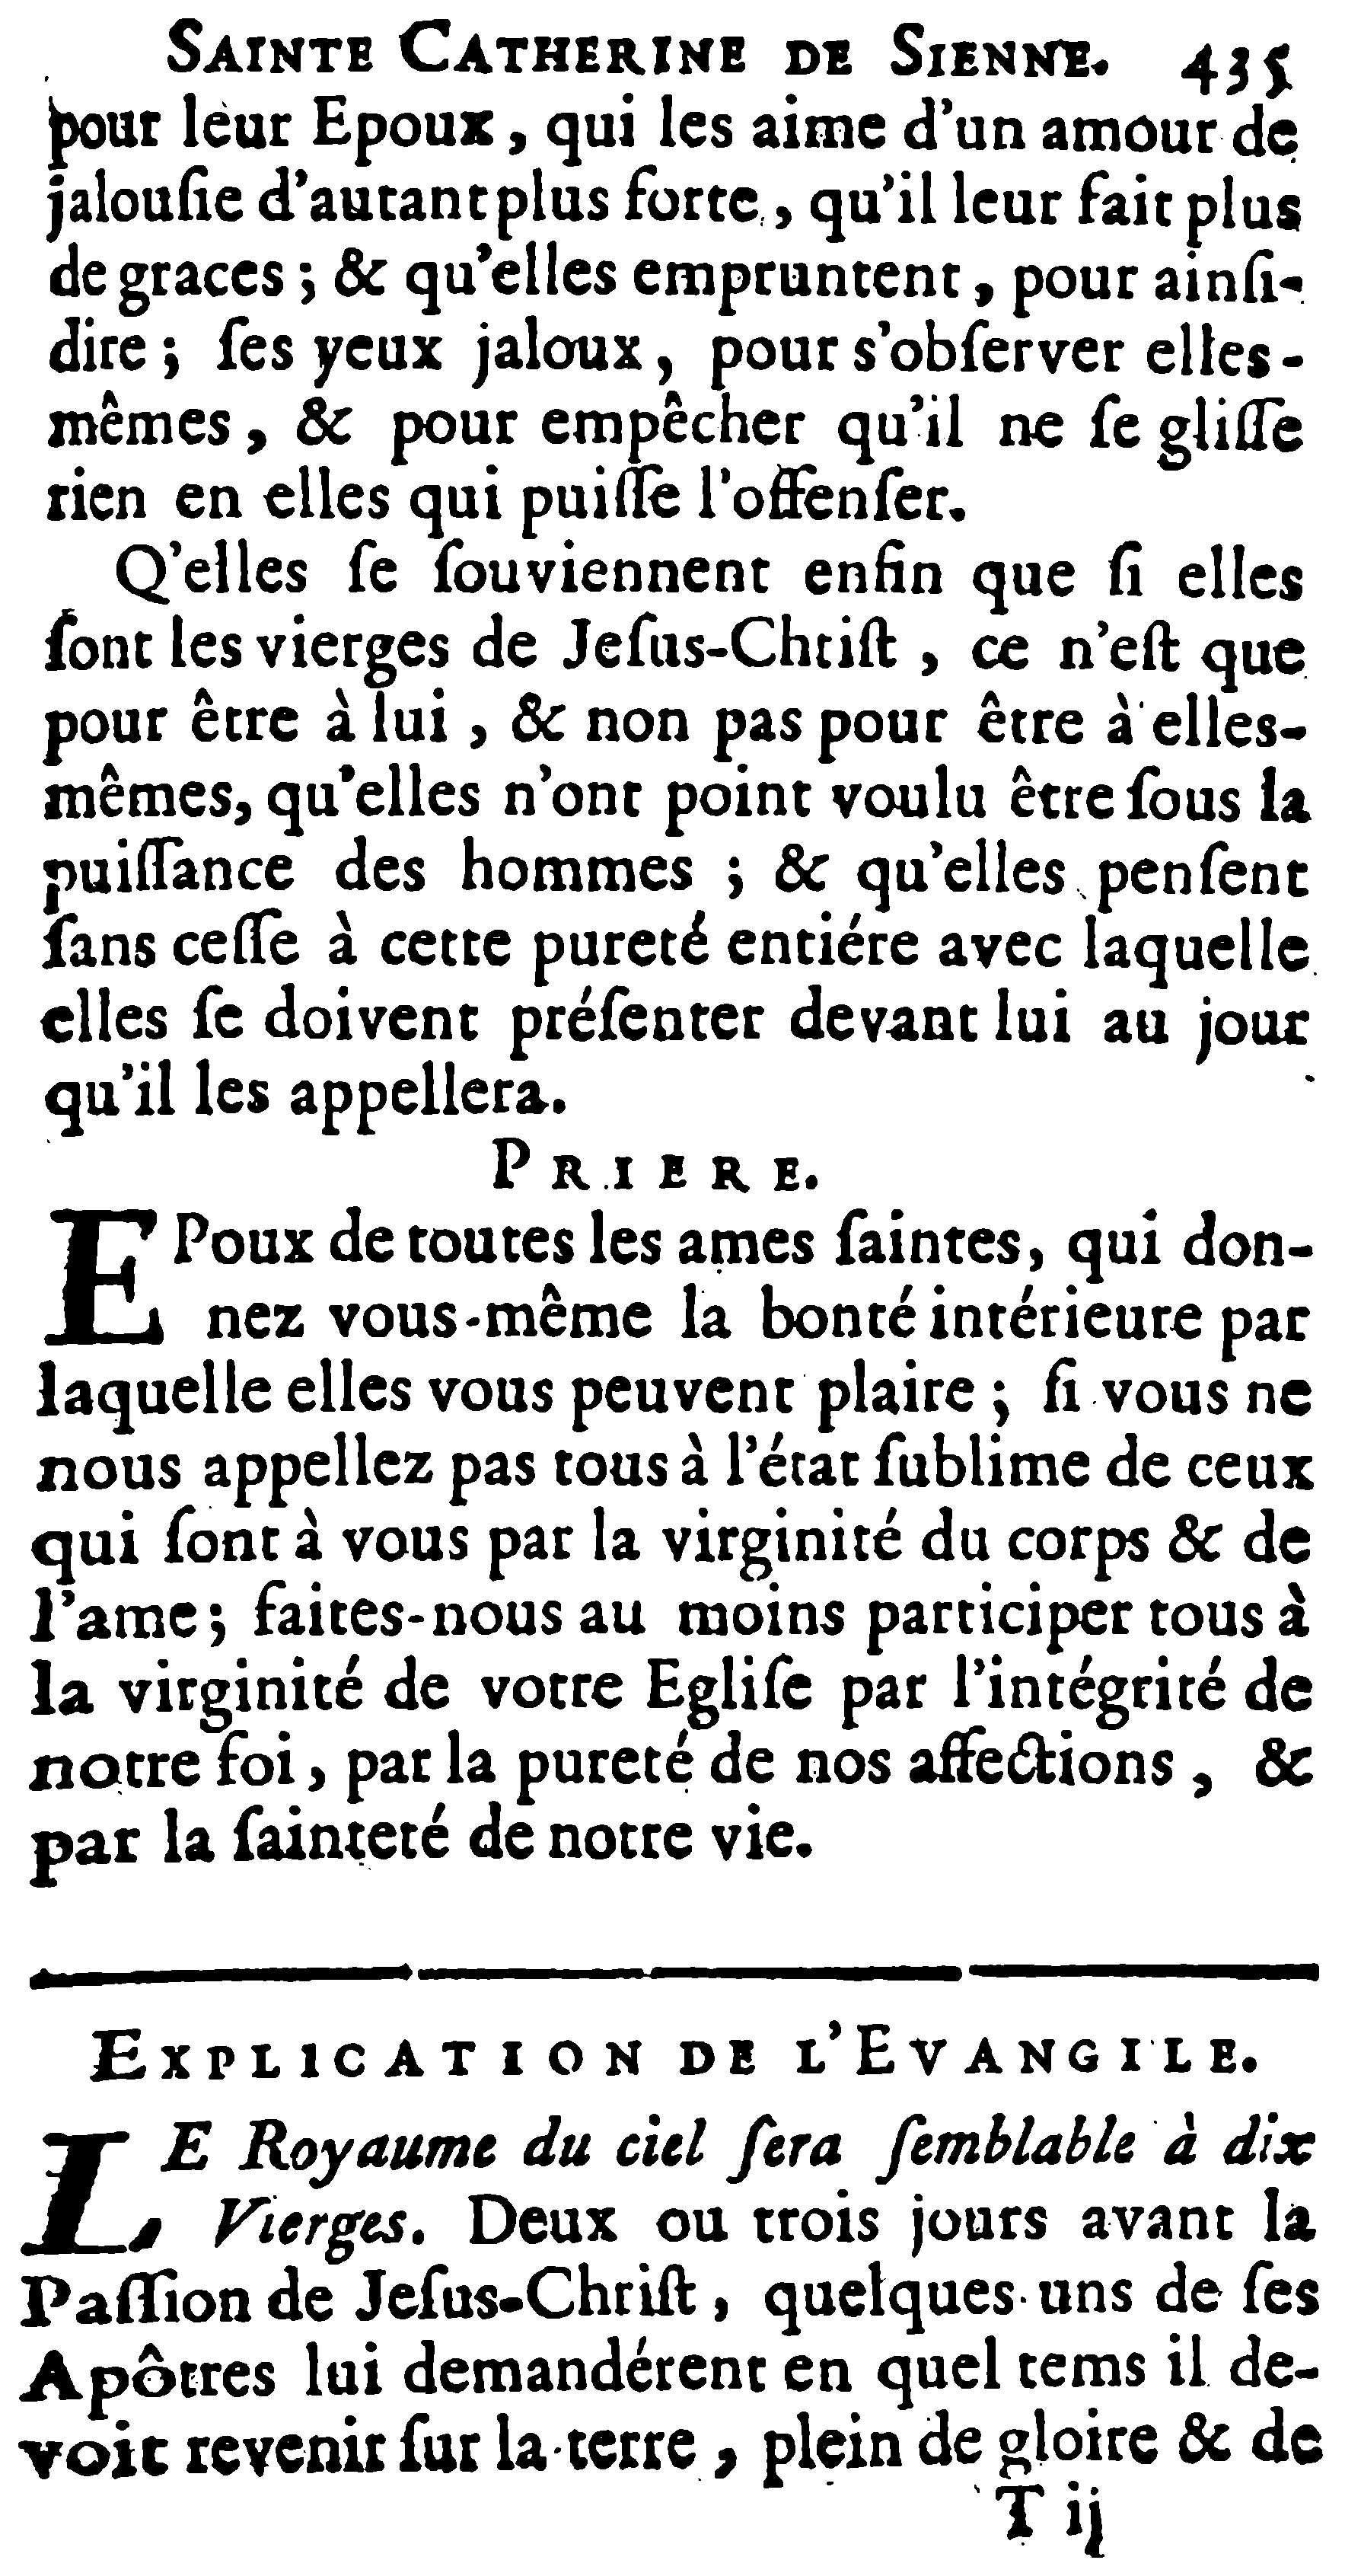 SAINTE CATHERINE DE SIENNE. 435
pour leur Epoux, qui les aime d'un amour de
jalouſie d'autant plus forte, qu'il leur fait plus
de graces ; & qu'elles empruntent, pour ainſi-
dire ; ſes yeux jaloux, pour s'obſerver elles-
mêmes, & pour empêcher qu'il ne ſe gliſſe
rien en elles qui puiſſe l'offenſer.
Q'elles ſe ſouviennent enfin que ſi elles
ſont les vierges de Jeſus-Chriſt, ce n'eſt que
pour être à lui, & non pas pour être à elles-
mêmes, qu'elles n'ont point voulu être ſous la
puiſſance des hommes ; & qu'elles penſent
ſans ceſſe à cette pureté entiére avec laquelle
elles ſe doivent préſenter devant lui au jour
qu'il les appellera.
PRIERE.
EPoux de toutes les ames ſaintes, qui don-
nez vous-même la bonté intérieure par
laquelle elles vous peuvent plaire ; ſi vous ne
nous appellez pas tous à l'état ſublime de ceux
qui ſont à vous par la virginité du corps & de
l'ame ; faites-nous au moins participer tous à
la virginité de votre Egliſe par l'intégrité de
notre foi, par la pureté de nos affections, &
par la ſainteté de notre vie.
EXPLICATION DE L'EVANGILE.
LE Royaume du ciel ſera ſemblable à dix
Vierges. Deux ou trois jours avant la
Paſſion de Jeſus-Chriſt, quelques-uns de ſes
Apôtres lui demandérent en quel tems il de-
voit revenir ſur la terre, plein de gloire & de
T ij